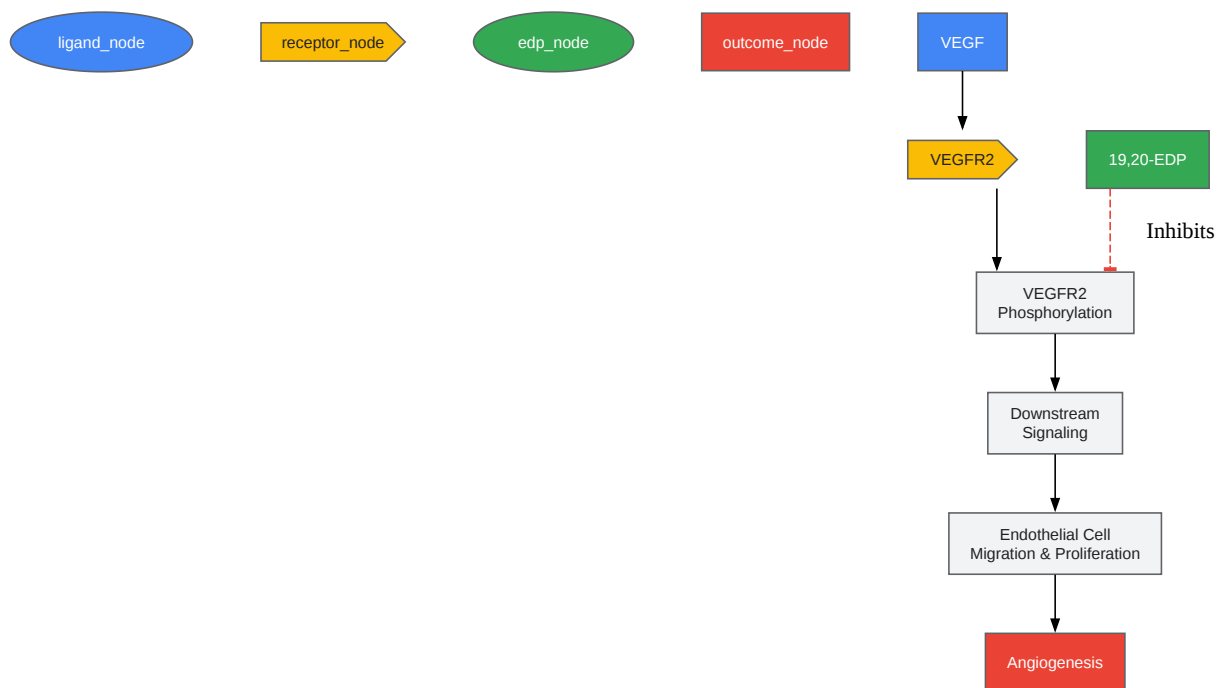 ligand_node
receptor_node
edp_node
outcome_node
VEGF
VEGFR2
19,20-EDP
Inhibits
VEGFR2
Phosphorylation
Downstream
Signaling
Endothelial Cell
Migration & Proliferation
Angiogenesis